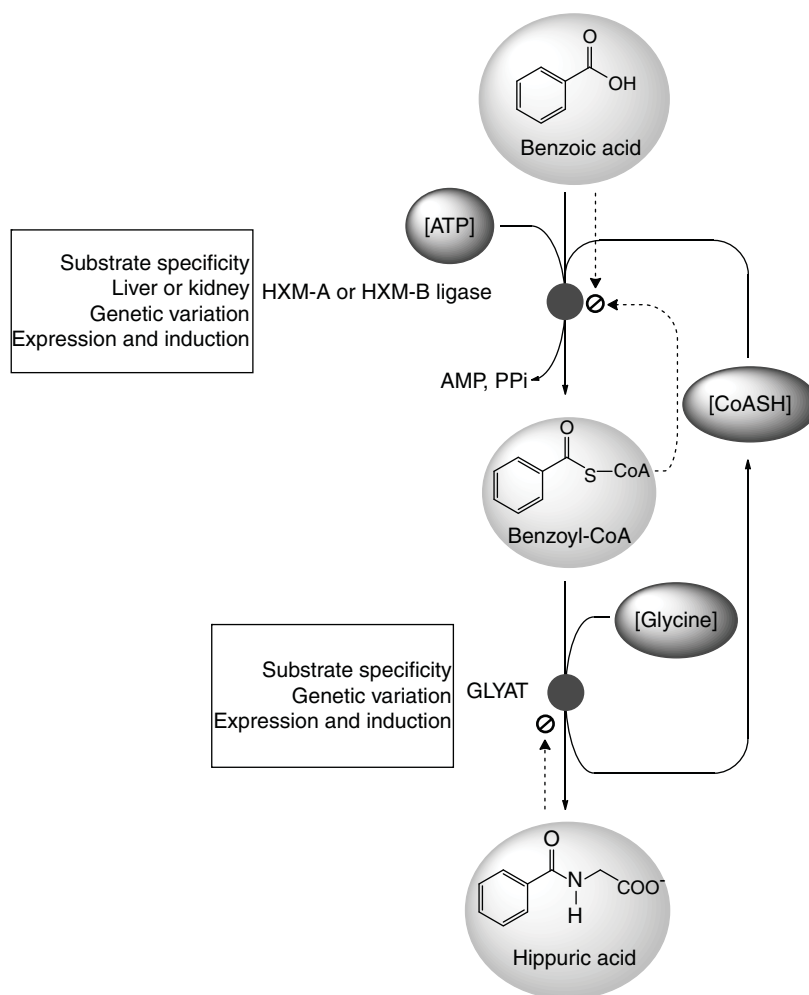 O
OH
Benzoic acid
[ATP]
Substrate specificity
Liver or kidney
Genetic variation
Expression and induction
HXM-A or HXM-B ligase
AMP, PPi
[CoASH]
O
S—CoA
Benzoyl-CoA
[Glycine]
Substrate specificity
Genetic variation
Expression and induction
GLYAT
O
N
H
COO⁻
Hippuric acid